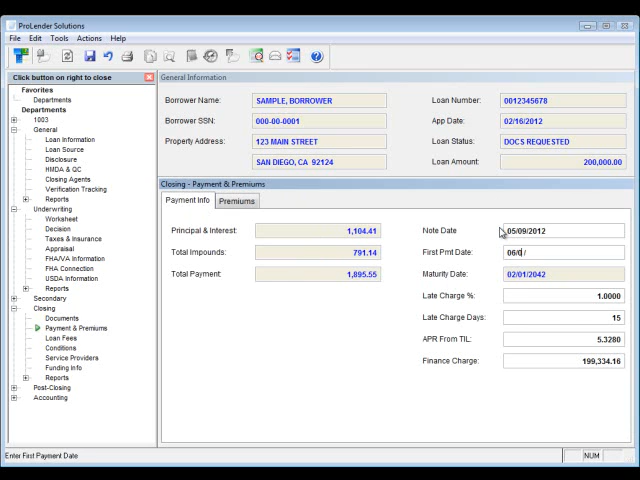 ProLender Solutions
File Edit Tools Actions Help
Click button on right to close
Favorites
Departments
Departments
1003
General
Loan Information
Loan Source
Disclosure
HMDA & QC
Closing Agents
Verification Tracking
Reports
Underwriting
Worksheet
Decision
Taxes & Insurance
Appraisal
FHA/VA Information
FHA Connection
USDA Information
Reports
Secondary
Closing
Documents
Payment & Premiums
Loan Fees
Conditions
Service Providers
Funding Info
Reports
Post-Closing
Accounting
General Information
Borrower Name: SAMPLE, BORROWER Loan Number: 0012345678
Borrower SSN: 000-00-0001 App Date: 02/16/2012
Property Address: 123 MAIN STREET Loan Status: DOCS REQUESTED
SAN DIEGO, CA 92124 Loan Amount: 200,000.00
Closing - Payment & Premiums
Payment Info Premiums
Principal & Interest: 1,104.41 Note Date 05/09/2012
Total Impounds: 791.14 First Pmt Date: 06/0 /
Total Payment: 1,895.55 Maturity Date: 02/01/2042
Late Charge %: 1.0000
Late Charge Days: 15
APR From TIL: 5.3280
Finance Charge: 199,334.16
Enter First Payment Date
NUM